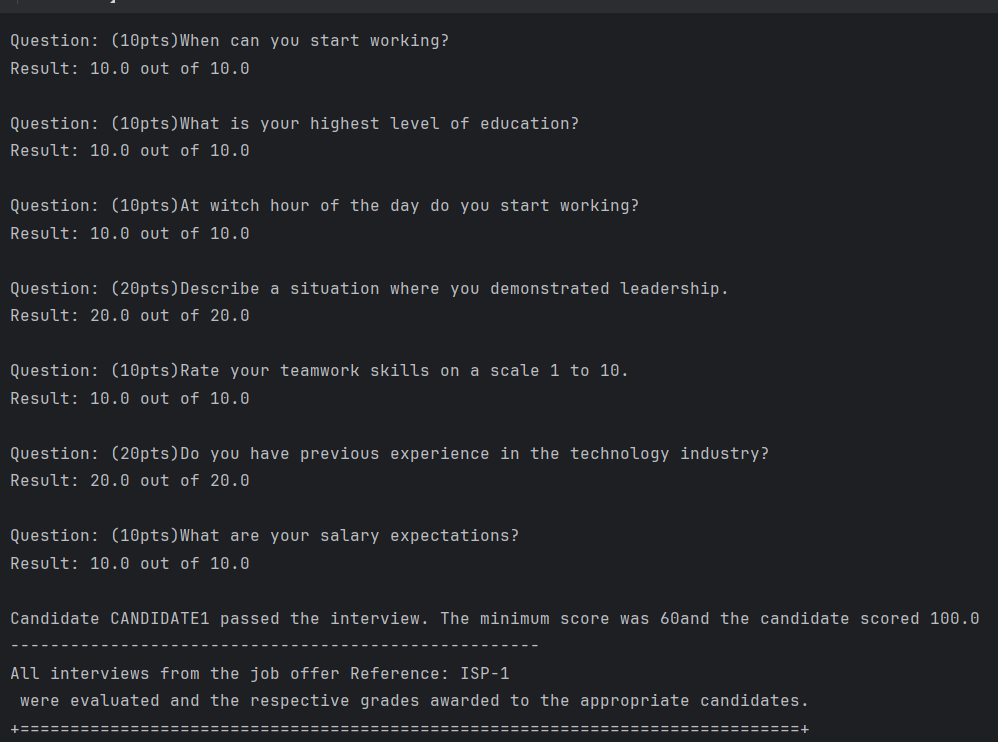 Question: (10pts)When can you start working?
Result: 10.0 out of 10.0
Question: (10pts)What is your highest level of education?
Result: 10.0 out of 10.0
Question: (10pts)At witch hour of the day do you start working?
Result: 10.0 out of 10.0
Question: (20pts)Describe a situation where you demonstrated leadership.
Result: 20.0 out of 20.0
Question: (10pts)Rate your teamwork skills on a scale 1 to 10.
Result: 10.0 out of 10.0
Question: (20pts)Do you have previous experience in the technology industry?
Result: 20.0 out of 20.0
Question: (10pts)What are your salary expectations?
Result: 10.0 out of 10.0
Candidate CANDIDATE1 passed the interview. The minimum score was 60and the candidate scored 100.0
-----------------------------------------------------
All interviews from the job offer Reference: ISP-1
 were evaluated and the respective grades awarded to the appropriate candidates.
+==============================================================================+